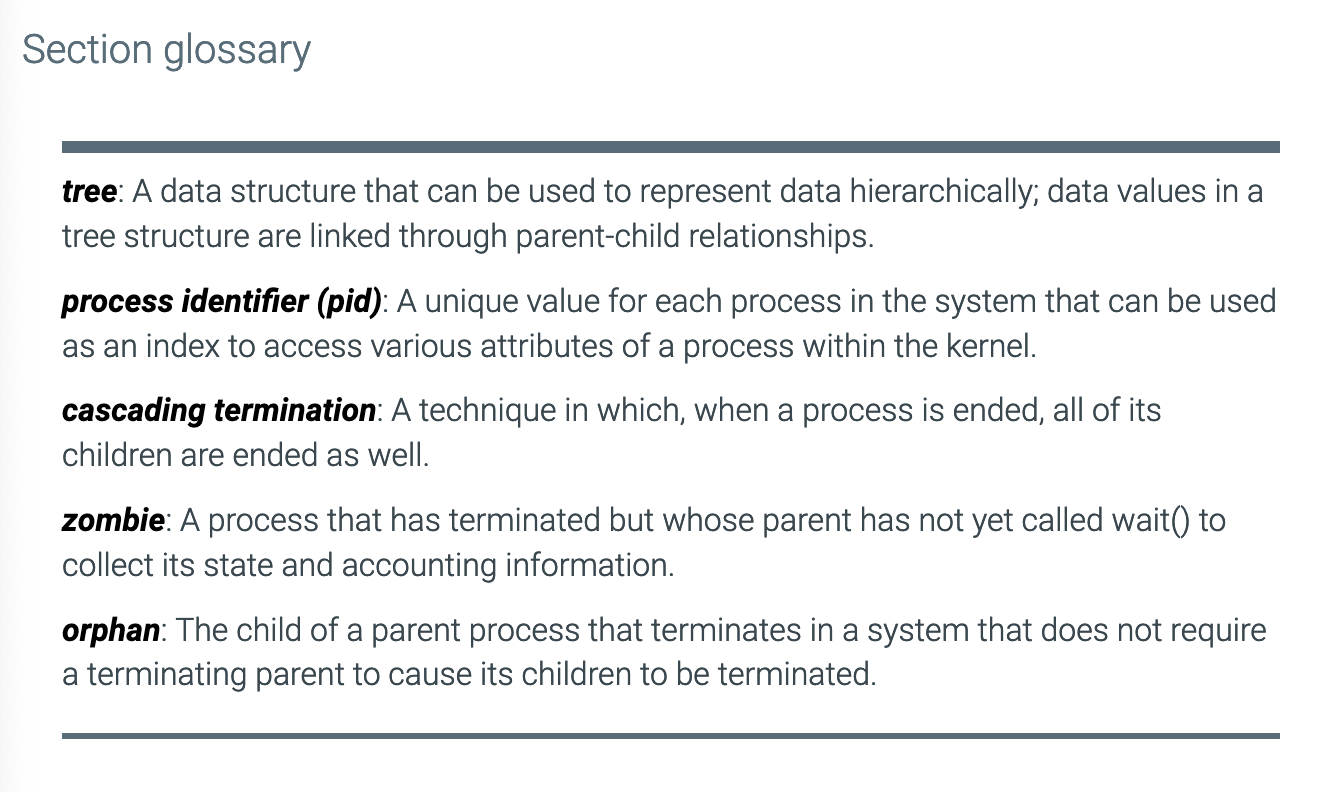 Section glossary
tree: A data structure that can be used to represent data hierarchically; data values in a
tree structure are linked through parent-child relationships.
process identifier (pid): A unique value for each process in the system that can be used
as an index to access various attributes of a process within the kernel.
cascading termination: A technique in which, when a process is ended, all of its
children are ended as well.
zombie: A process that has terminated but whose parent has not yet called wait() to
collect its state and accounting information.
orphan: The child of a parent process that terminates in a system that does not require
a terminating parent to cause its children to be terminated.